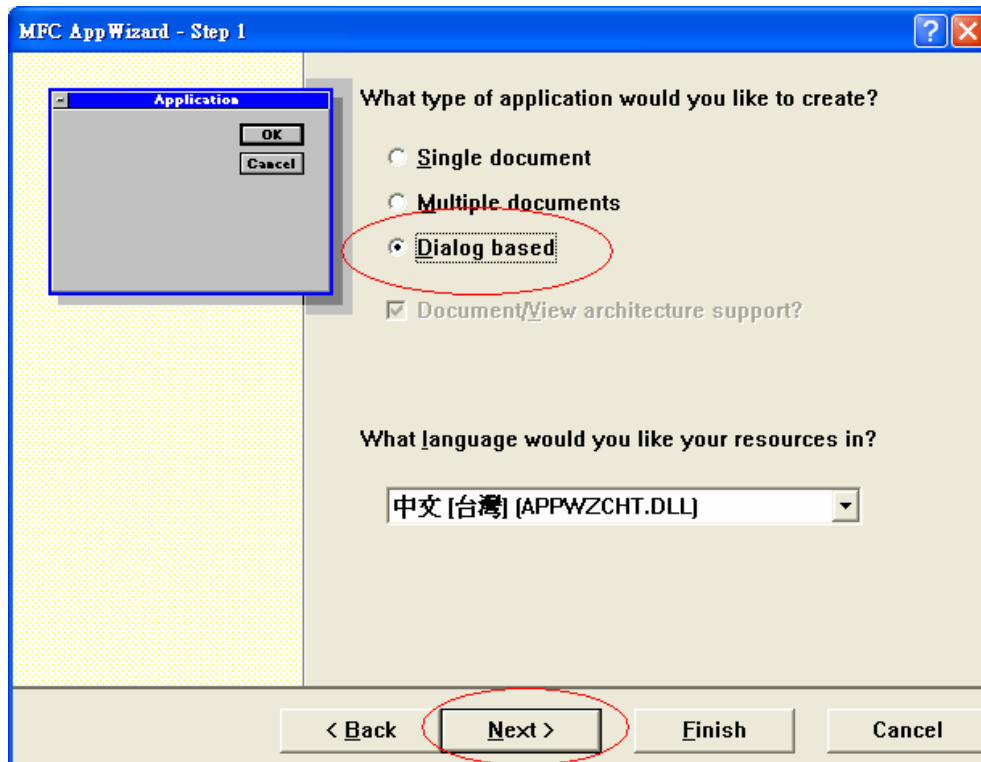 MFC AppWizard - Step 1
Application
OK
Cancel
What type of application would you like to create?
Single document
Multiple documents
Dialog based
Document/View architecture support?
What language would you like your resources in?
中文 [台灣] (APPWZCHT.DLL)
< Back
Next >
Finish
Cancel